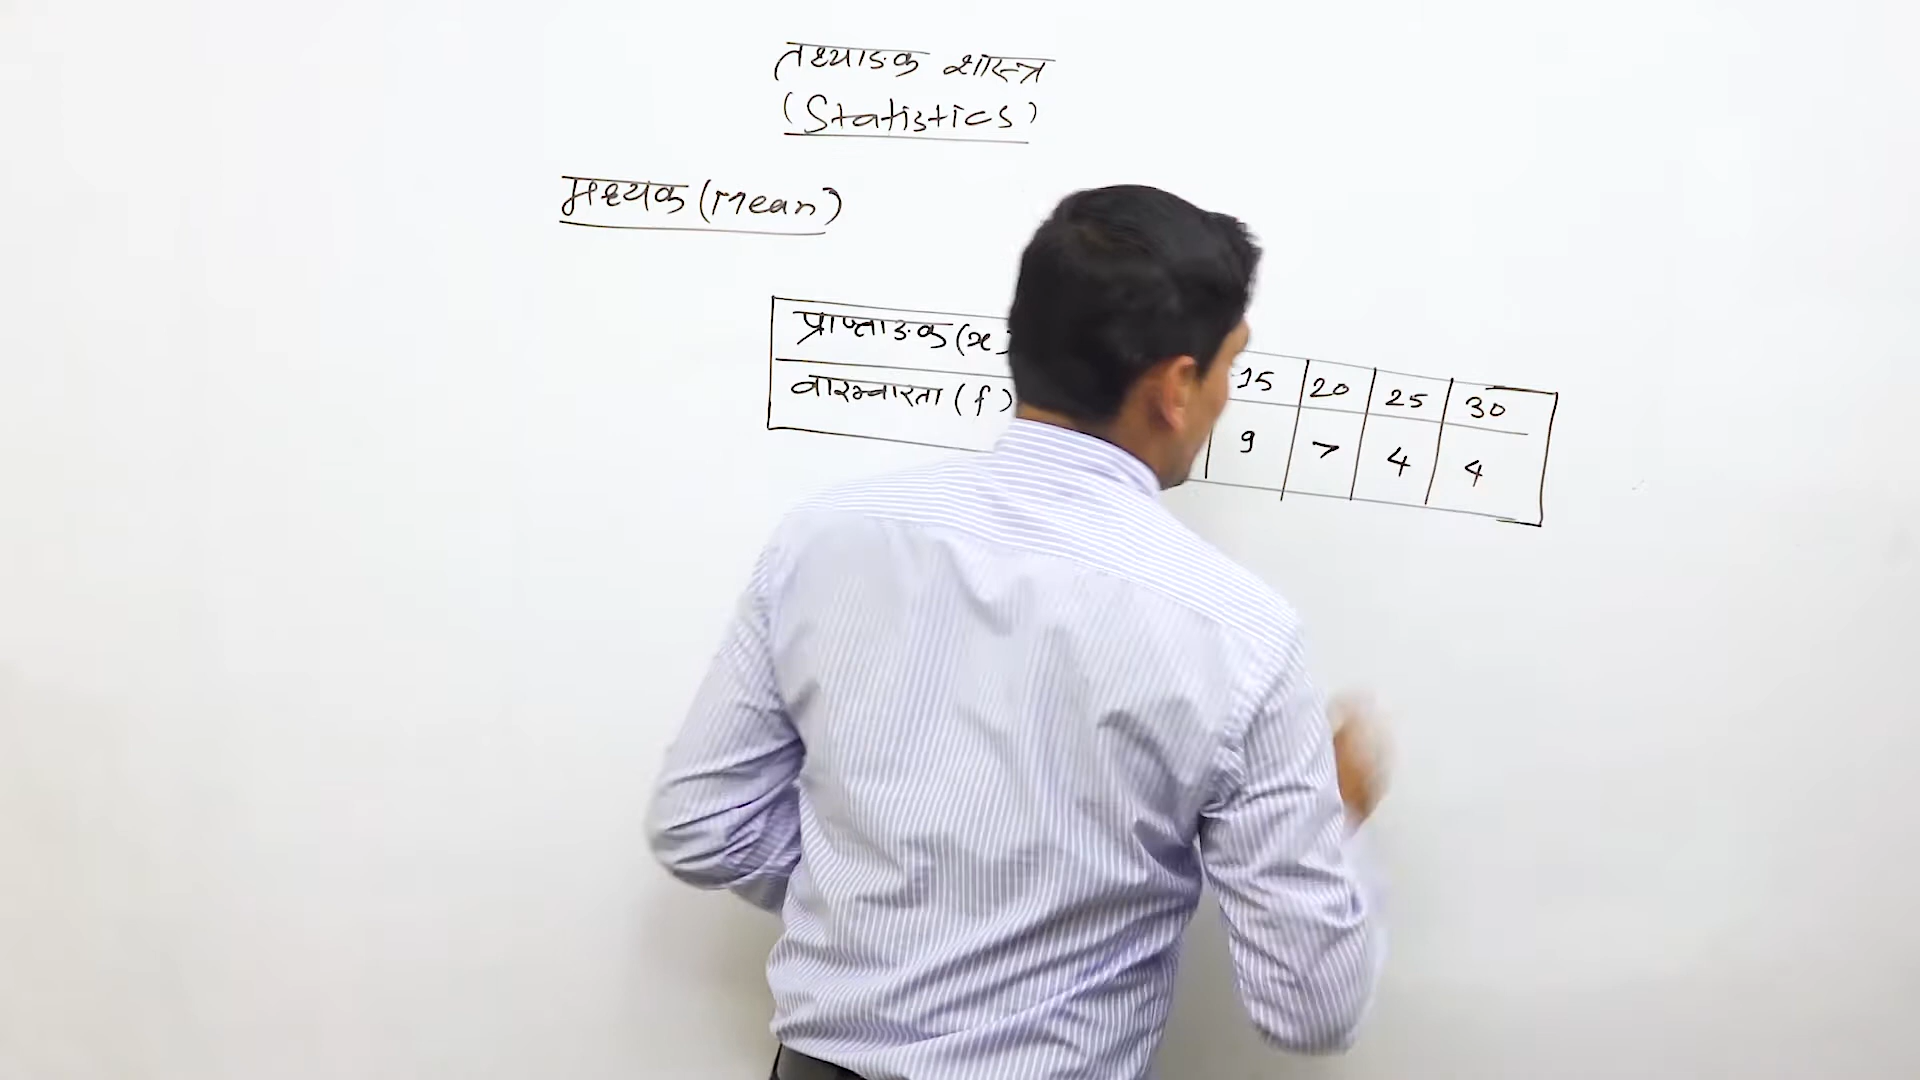 तथ्याङ्क शास्त्र
(Statistics)
मध्यक (Mean)
प्राप्ताङ्क (x) 15 20 25 30
वारम्वारता (f) 9 7 4 4